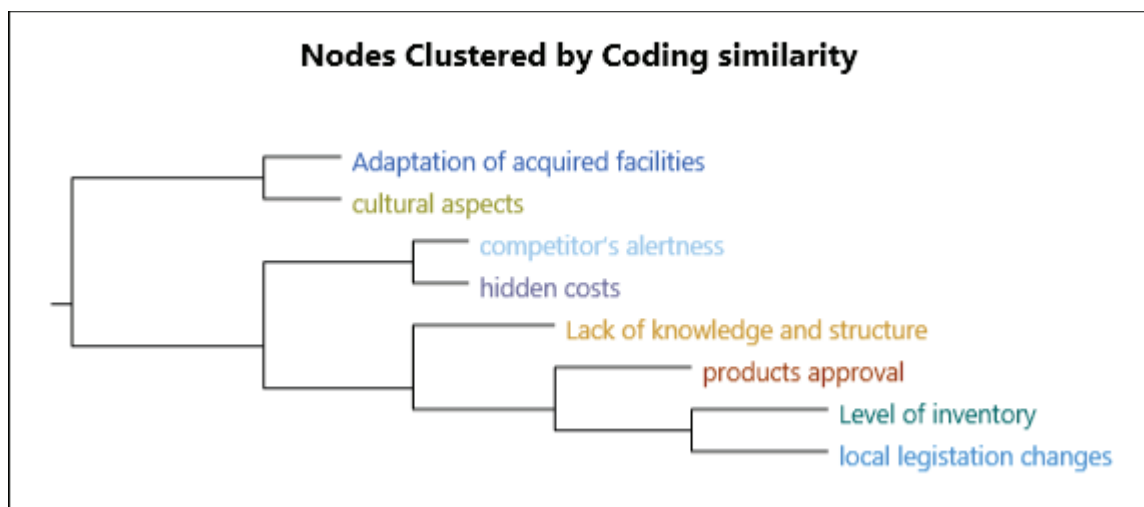 Nodes Clustered by Coding similarity
Adaptation of acquired facilities
cultural aspects
competitor's alertness
hidden costs
Lack of knowledge and structure
products approval
Level of inventory
local legistation changes